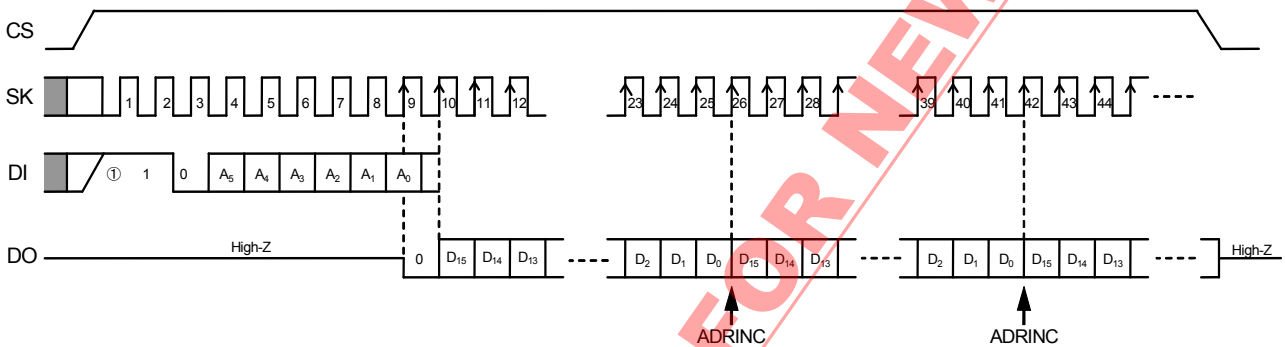 CS
SK 1 2 3 4 5 6 7 8 9 10 11 12 23 24 25 26 27 28 39 40 41 42 43 44
DI ① 1 0 A₅ A₄ A₃ A₂ A₁ A₀
DO High-Z 0 D₁₅ D₁₄ D₁₃ D₂ D₁ D₀ D₁₅ D₁₄ D₁₃ D₂ D₁ D₀ D₁₅ D₁₄ D₁₃ High-Z
ADRINC ADRINC
FOR NEW